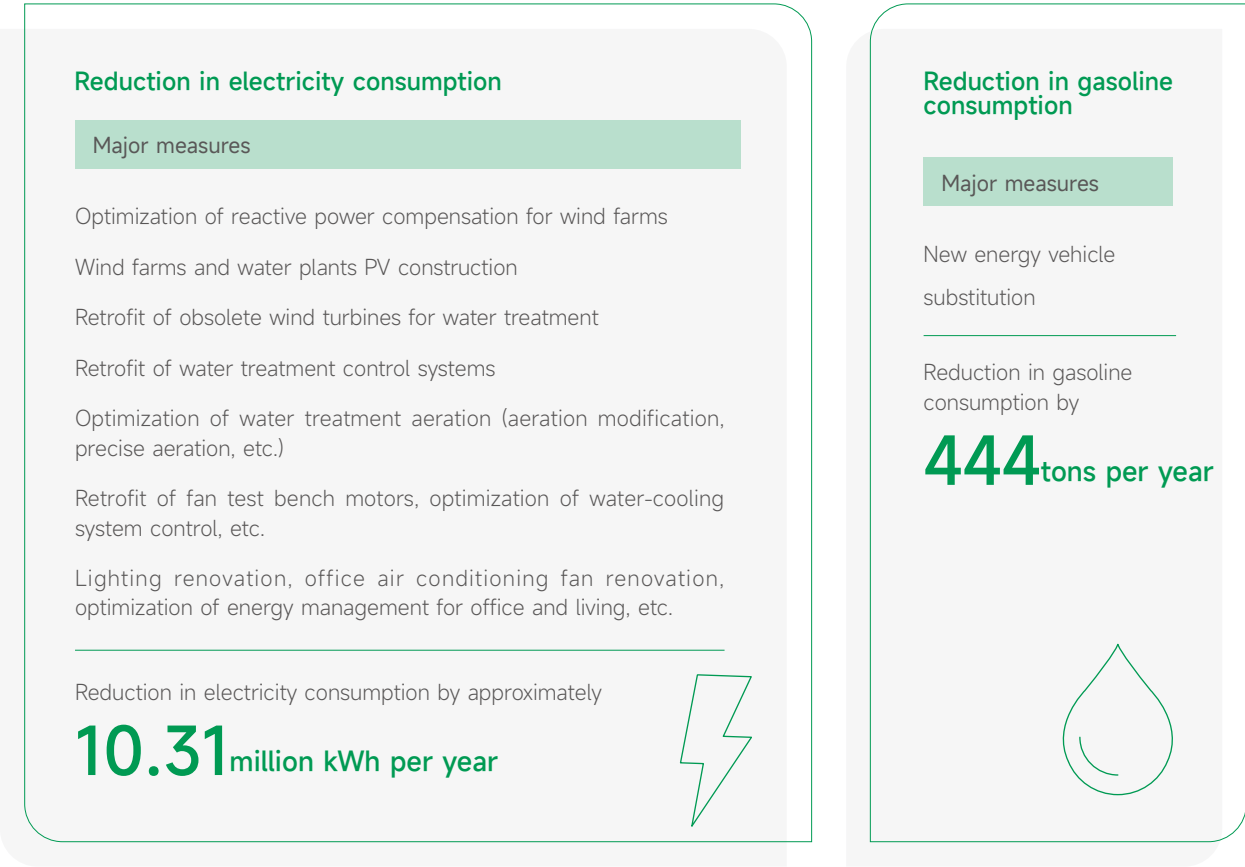 Reduction in electricity consumption
Major measures
Optimization of reactive power compensation for wind farms
Wind farms and water plants PV construction
Retrofit of obsolete wind turbines for water treatment
Retrofit of water treatment control systems
Optimization of water treatment aeration (aeration modification,
precise aeration, etc.)
Retrofit of fan test bench motors, optimization of water-cooling
system control, etc.
Lighting renovation, office air conditioning fan renovation,
optimization of energy management for office and living, etc.
Reduction in electricity consumption by approximately
10.31million kWh per year
Reduction in gasoline
consumption
Major measures
New energy vehicle
substitution
Reduction in gasoline
consumption by
444tons per year